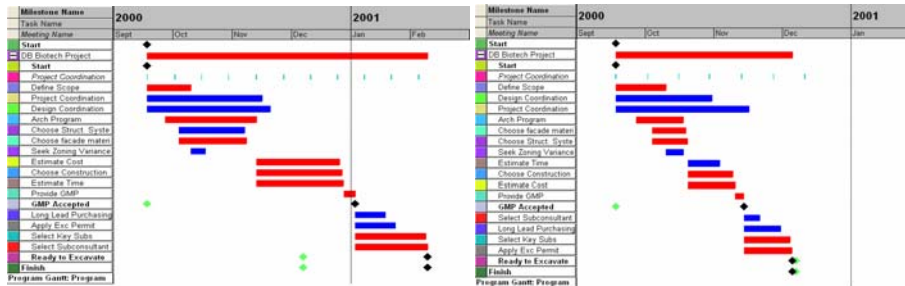 Milestone Name
Task Name
Meeting Name
2000
2001
Sept
Oct
Nov
Dec
Jan
Feb
Start
DB Biotech Project
Start
Project Coordination
Define Scope
Project Coordination
Design Coordination
Arch Program
Choose Struct. Syste
Choose facade materi
Seek Zoning Variance
Estimate Cost
Choose Construction
Estimate Time
Provide GMP
GMP Accepted
Long Lead Purchasing
Apply Exc Permit
Select Key Subs
Select Subconsultant
Ready to Excavate
Finish
Program Gantt: Program
Milestone Name
Task Name
Meeting Name
2000
2001
Sept
Oct
Nov
Dec
Jan
Start
DB Biotech Project
Start
Project Coordination
Define Scope
Design Coordination
Project Coordination
Arch Program
Choose facade materi
Choose Struct. Syste
Seek Zoning Variance
Estimate Time
Choose Construction
Estimate Cost
Provide GMP
GMP Accepted
Select Subconsultant
Long Lead Purchasing
Select Key Subs
Apply Exc Permit
Ready to Excavate
Finish
Program Gantt: Program